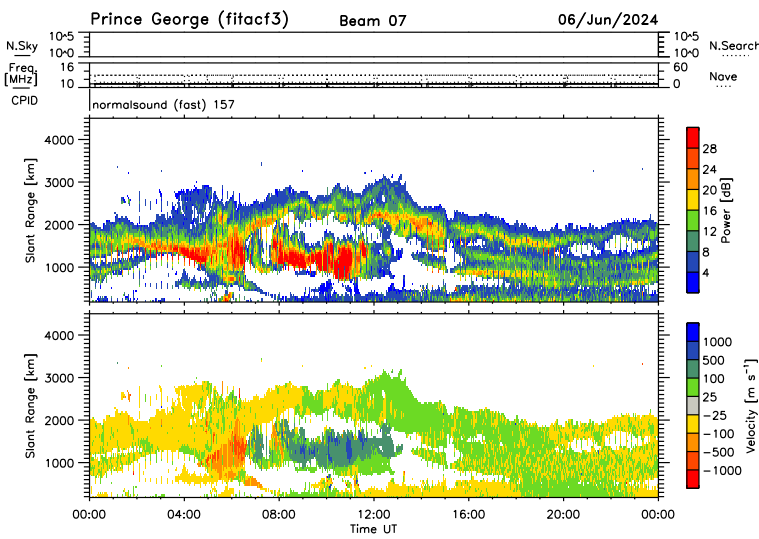 Prince George (fitacf3) Beam 07 06/Jun/2024
N.Sky 10^5 10^0 10^5 10^0 N.Search
Freq [MHz] 16 10 60 0 Nave
CPID normalsound (fast) 157
Slant Range [km] 4000 3000 2000 1000
28 24 20 16 12 8 4 Power [dB]
Slant Range [km] 4000 3000 2000 1000
1000 500 100 25 −25 −100 −500 −1000 Velocity [m s⁻¹]
00:00 04:00 08:00 12:00 16:00 20:00 00:00
Time UT